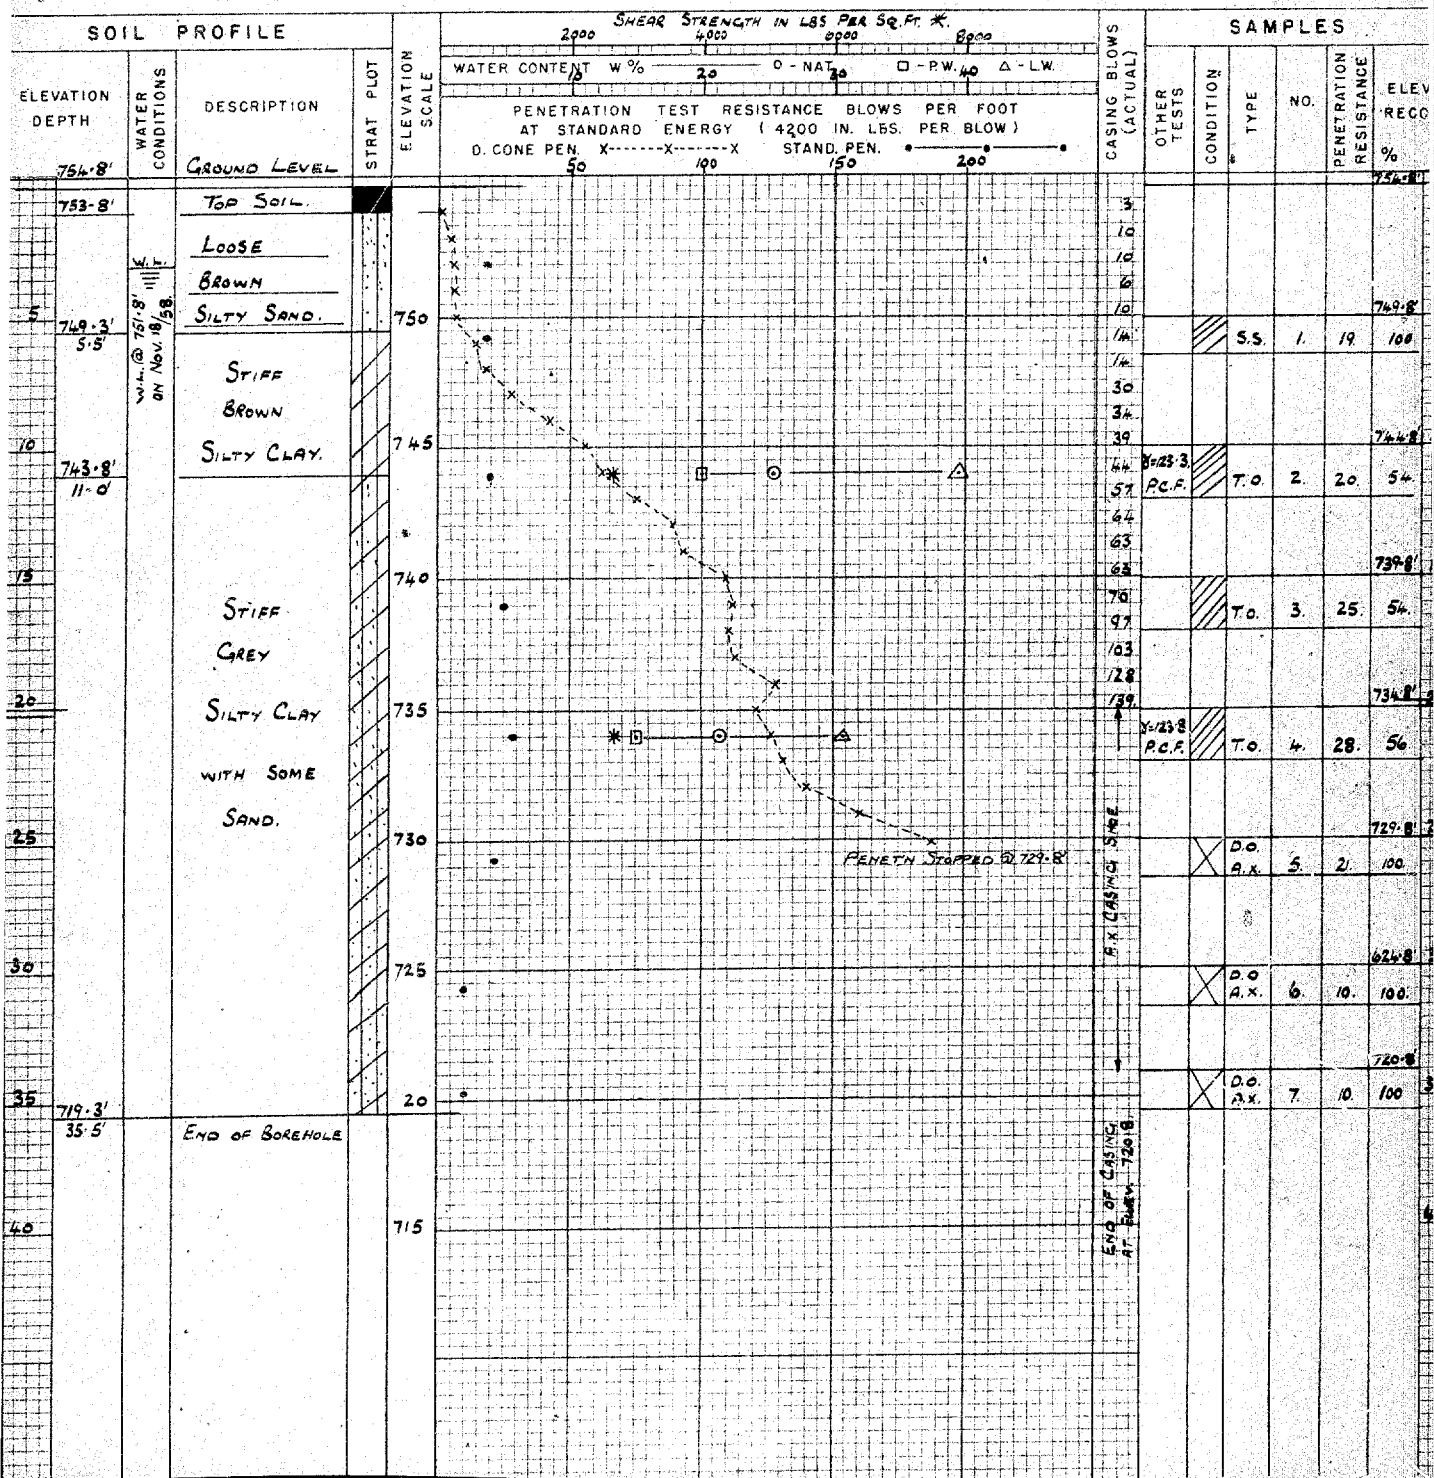 SOIL PROFILE
ELEVATION DEPTH
WATER CONDITIONS
DESCRIPTION
STRAT PLOT
ELEVATION SCALE
SHEAR STRENGTH IN LBS PER SQ. FT. *
2000 4000 6000 8000
WATER CONTENT W % O - NAT. □ - P.W. △ - L.W.
10 20 30 40
PENETRATION TEST RESISTANCE BLOWS PER FOOT
AT STANDARD ENERGY ( 4200 IN. LBS. PER BLOW )
D. CONE PEN. X-----X-----X STAND. PEN.
50 100 150 200
CASING BLOWS (ACTUAL)
SAMPLES
OTHER TESTS
CONDITION
TYPE
NO.
PENETRATION RESISTANCE
ELEV
RECO
%
754.8' GROUND LEVEL
754.8'
753-8' TOP SOIL.
LOOSE
BROWN
SILTY SAND.
W.T.
W.L. @ 751.8'
ON NOV. 18/58.
5
749.3'
5.5'
STIFF
BROWN
SILTY CLAY.
10
743.8'
11-0'
15
STIFF
GREY
SILTY CLAY
WITH SOME
SAND.
20
25
30
35
719.3'
35.5'
END OF BOREHOLE
40
750
745
740
735
730
725
20
715
PENETN STOPPED @ 729.8'
3
10
10
6
10
14
14
30
34
39
44
57
64
63
63
70
97
103
128
139.
A.X CASING SHOE
END OF CASING
AT ELEV. 720.8
749.8'
S.S. 1. 19 100
744.8'
γ=123.3
P.C.F. T.O. 2. 20. 54
739.8'
T.O. 3. 25. 54.
734.8'
γ=123.8
P.C.F. T.O. 4. 28. 56
729.8'
D.O.
A.X. 5. 21. 100.
624.8'
D.O
A.X. 6. 10. 100.
720.8'
D.O.
A.X. 7. 10. 100